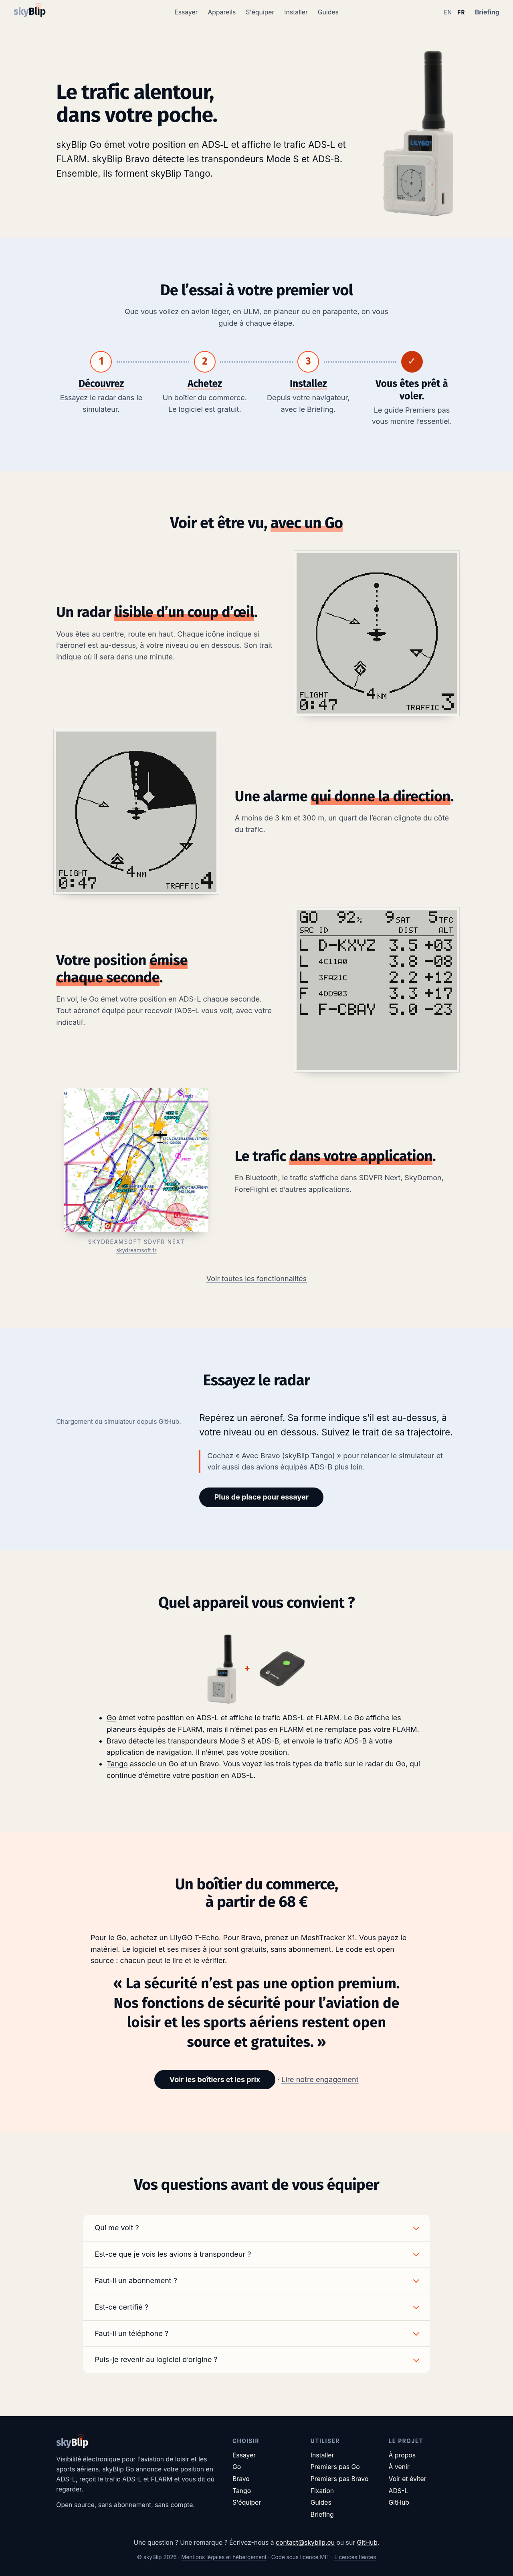 skyBlip
Essayer
Appareils
S'équiper
Installer
Guides
EN FR
Briefing
Le trafic alentour,
dans votre poche.
skyBlip Go émet votre position en ADS-L et affiche le trafic ADS-L et
FLARM. skyBlip Bravo détecte les transpondeurs Mode S et ADS-B.
Ensemble, ils forment skyBlip Tango.
LILYGO
De l'essai à votre premier vol
Que vous voliez en avion léger, en ULM, en planeur ou en parapente, on vous
guide à chaque étape.
1
2
3
✓
Découvrez
Essayez le radar dans le
simulateur.
Achetez
Un boîtier du commerce.
Le logiciel est gratuit.
Installez
Depuis votre navigateur,
avec le Briefing.
Vous êtes prêt à
voler.
Le guide Premiers pas
vous montre l'essentiel.
Voir et être vu, avec un Go
Un radar lisible d'un coup d'œil.
Vous êtes au centre, route en haut. Chaque icône indique si
l'aéronef est au-dessus, à votre niveau ou en dessous. Son trait
indique où il sera dans une minute.
FLIGHT
0:47
4 NM
TRAFFIC 3
FLIGHT
0:47
4 NM
TRAFFIC 4
Une alarme qui donne la direction.
À moins de 3 km et 300 m, un quart de l'écran clignote du côté
du trafic.
Votre position émise
chaque seconde.
En vol, le Go émet votre position en ADS-L chaque seconde.
Tout aéronef équipé pour recevoir l'ADS-L vous voit, avec votre
indicatif.
GO 92% 9 SAT 5 TFC
SRC ID DIST ALT
L D-KXYZ 3.5 +03
L 4C11A0 3.8 -08
L 3FA21C 2.2 +12
F 4DD903 3.3 +17
L F-CBAY 5.0 -23
SKYDREAMSOFT SDVFR NEXT
skydreamsoft.fr
Le trafic dans votre application.
En Bluetooth, le trafic s'affiche dans SDVFR Next, SkyDemon,
ForeFlight et d'autres applications.
Voir toutes les fonctionnalités
Essayez le radar
Chargement du simulateur depuis GitHub.
Repérez un aéronef. Sa forme indique s'il est au-dessus, à
votre niveau ou en dessous. Suivez le trait de sa trajectoire.
Cochez « Avec Bravo (skyBlip Tango) » pour relancer le simulateur et
voir aussi des avions équipés ADS-B plus loin.
Plus de place pour essayer
Quel appareil vous convient ?
+
Go émet votre position en ADS-L et affiche le trafic ADS-L et FLARM. Le Go affiche les
planeurs équipés de FLARM, mais il n'émet pas en FLARM et ne remplace pas votre FLARM.
Bravo détecte les transpondeurs Mode S et ADS-B, et envoie le trafic ADS-B à votre
application de navigation. Il n'émet pas votre position.
Tango associe un Go et un Bravo. Vous voyez les trois types de trafic sur le radar du Go, qui
continue d'émettre votre position en ADS-L.
Un boîtier du commerce,
à partir de 68 €
Pour le Go, achetez un LilyGO T-Echo. Pour Bravo, prenez un MeshTracker X1. Vous payez le
matériel. Le logiciel et ses mises à jour sont gratuits, sans abonnement. Le code est open
source : chacun peut le lire et le vérifier.
« La sécurité n'est pas une option premium.
Nos fonctions de sécurité pour l'aviation de
loisir et les sports aériens restent open
source et gratuites. »
Voir les boîtiers et les prix · Lire notre engagement
Vos questions avant de vous équiper
Qui me voit ?
Est-ce que je vois les avions à transpondeur ?
Faut-il un abonnement ?
Est-ce certifié ?
Faut-il un téléphone ?
Puis-je revenir au logiciel d'origine ?
skyBlip
Visibilité électronique pour l'aviation de loisir et les
sports aériens. skyBlip Go annonce votre position en
ADS-L, reçoit le trafic ADS-L et FLARM et vous dit où
regarder.
Open source, sans abonnement, sans compte.
CHOISIR
Essayer
Go
Bravo
Tango
S'équiper
UTILISER
Installer
Premiers pas Go
Premiers pas Bravo
Fixation
Guides
Briefing
LE PROJET
À propos
À venir
Voir et éviter
ADS-L
GitHub
Une question ? Une remarque ? Écrivez-nous à contact@skyblip.eu ou sur GitHub.
© skyBlip 2026 · Mentions légales et hébergement · Code sous licence MIT · Licences tierces